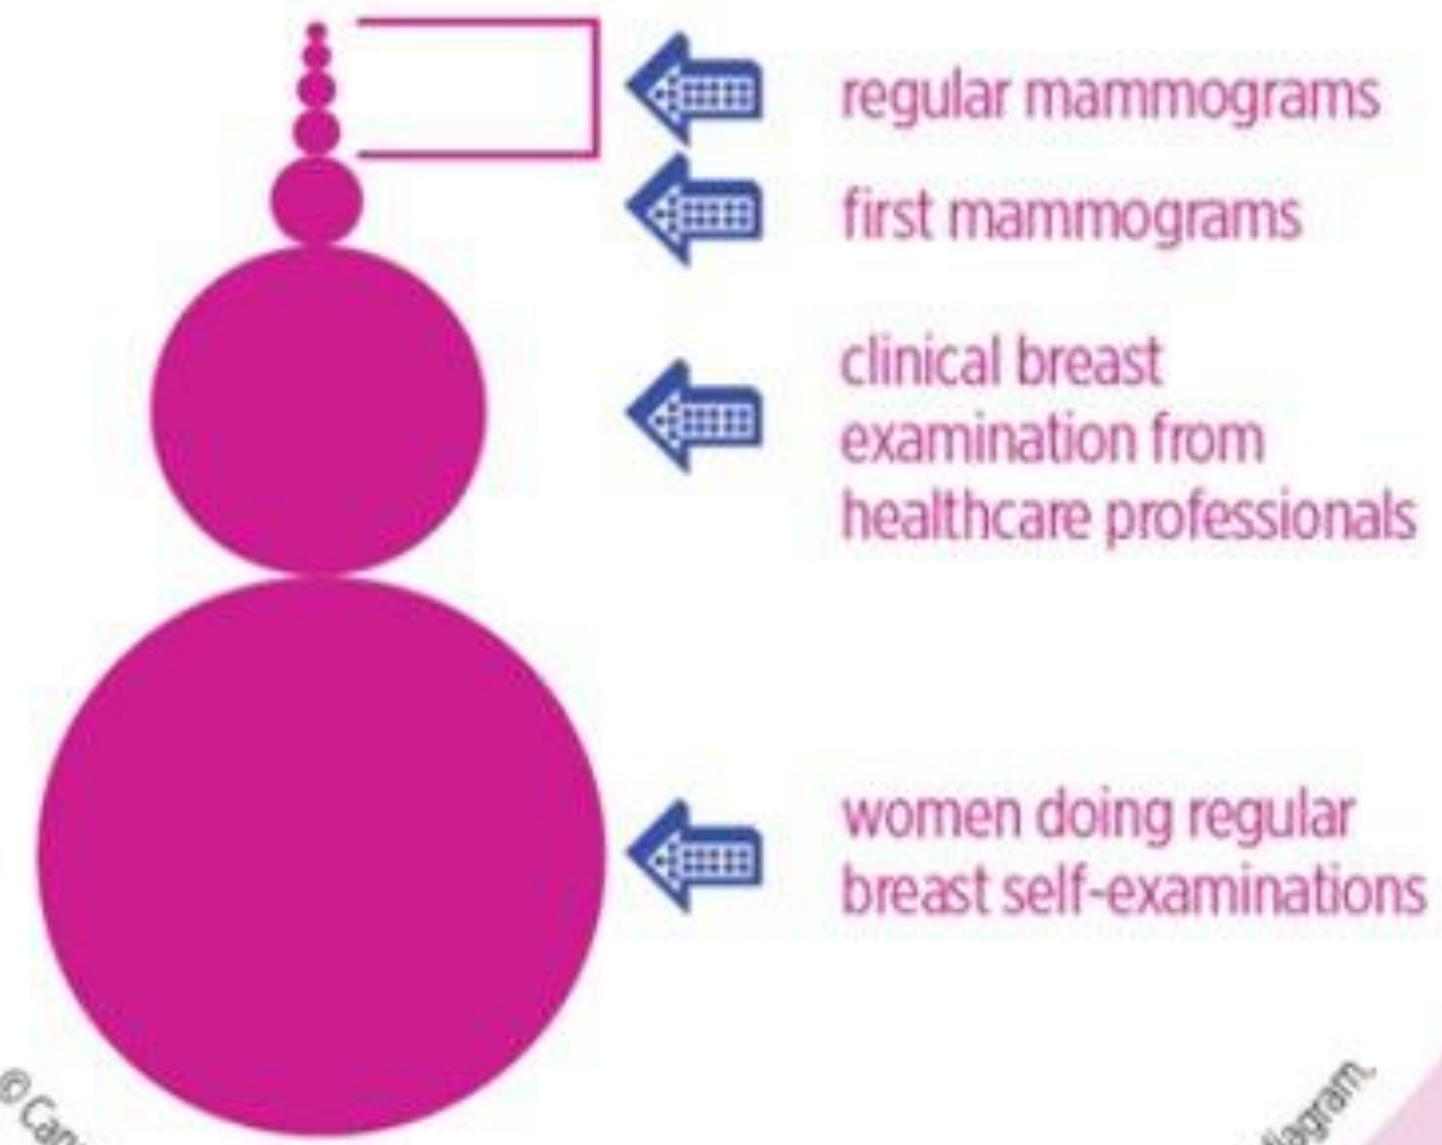 regular mammograms
first mammograms
clinical breast
examination from
healthcare professionals
women doing regular
breast self-examinations
©